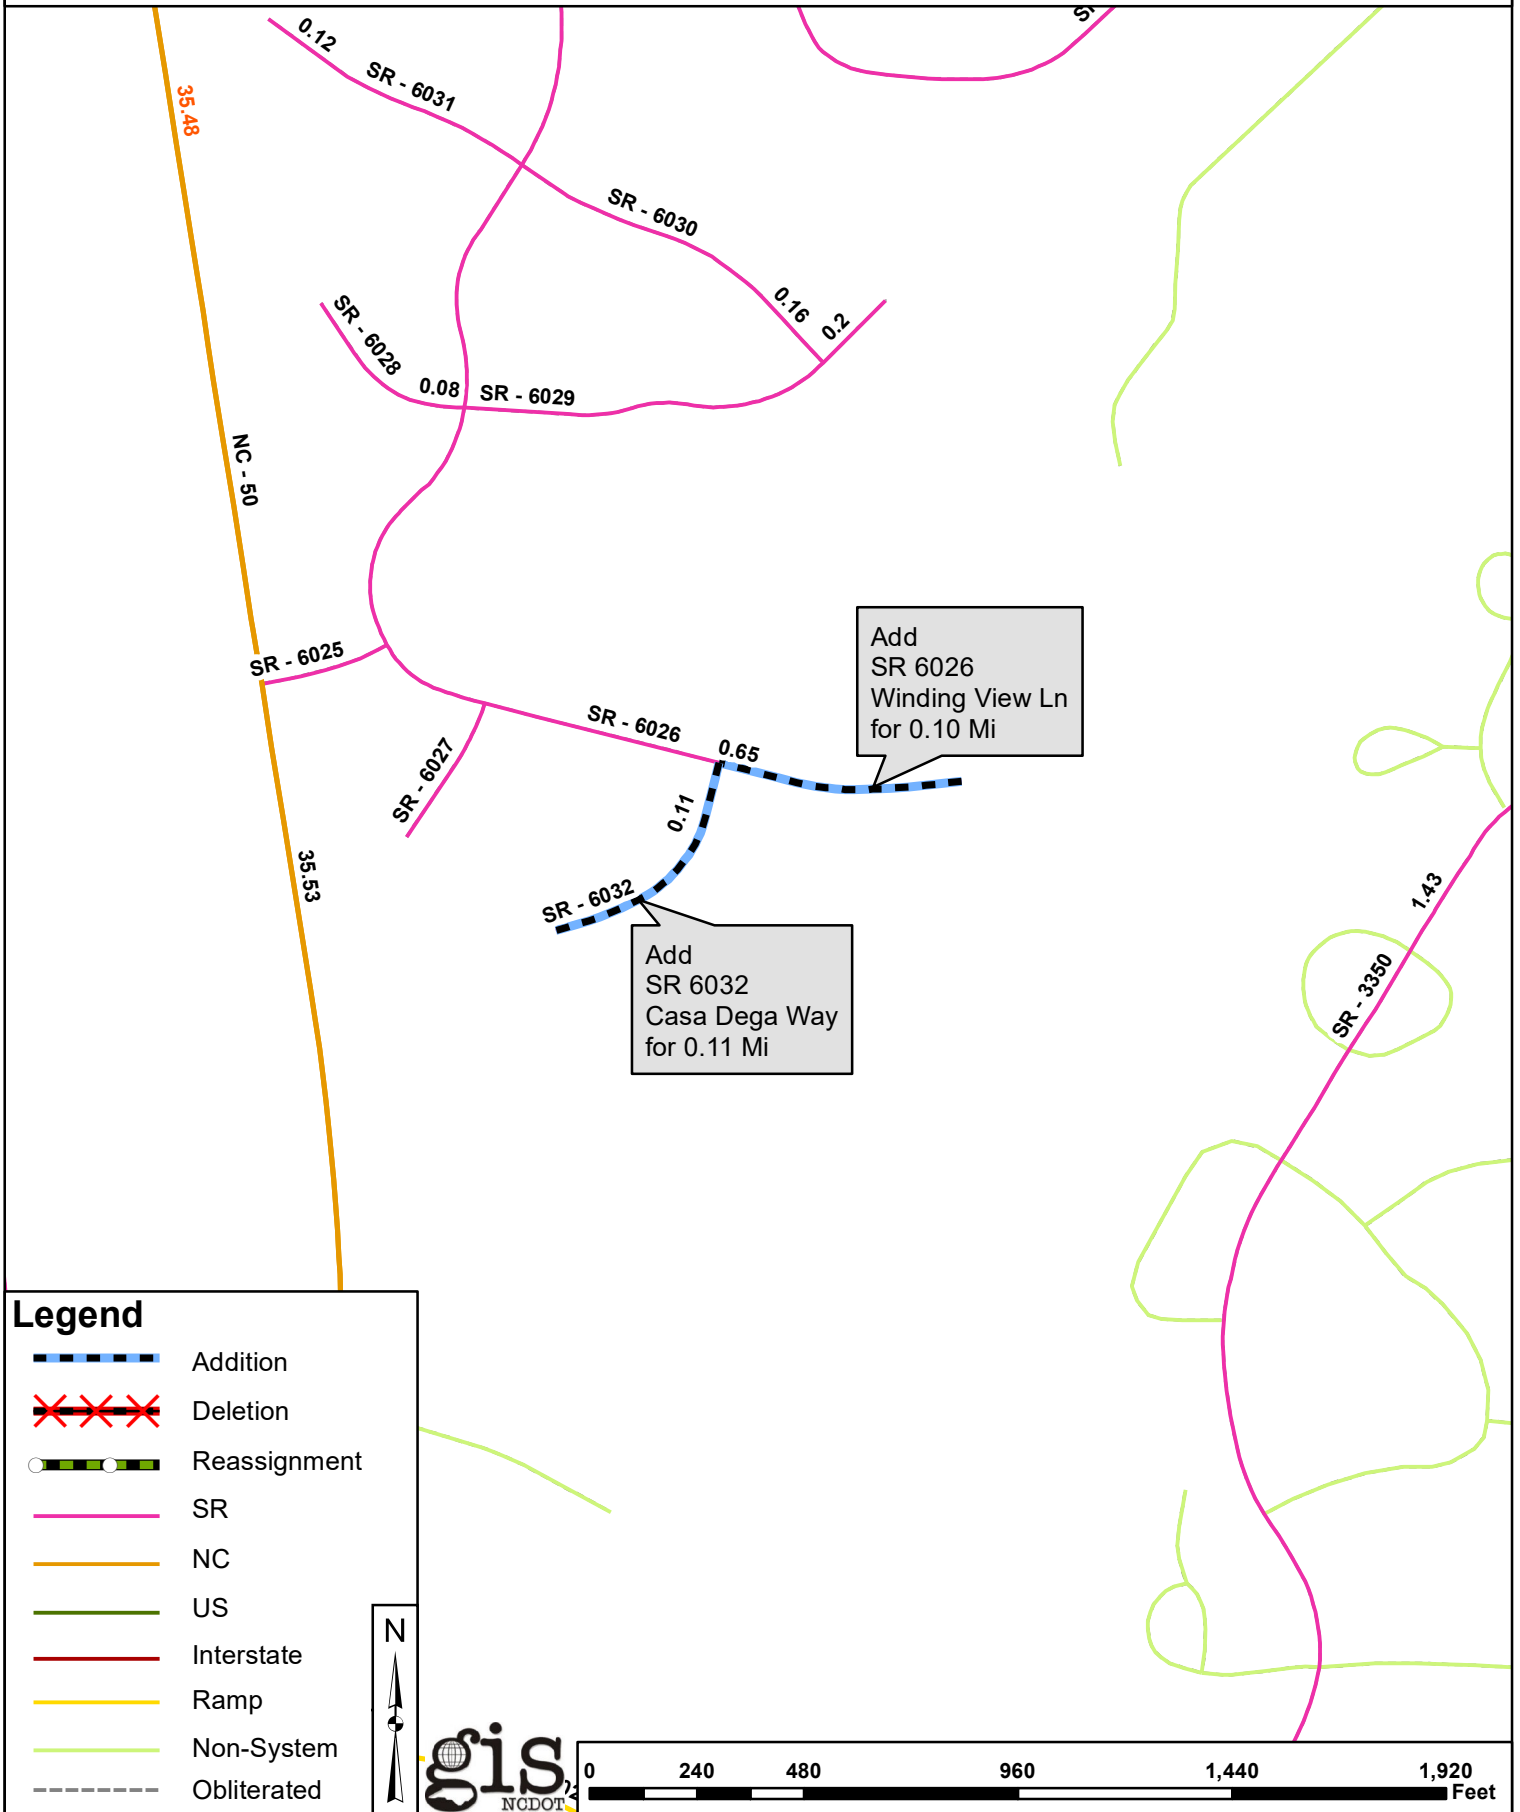 0.12
SR - 6031
35.48
SR - 6030
0.16
0.2
SR - 6028
0.08
SR - 6029
NC - 50
SR - 6025
SR - 6026
0.65
SR - 6027
0.11
SR - 6032
35.53
Add
SR 6026
Winding View Ln
for 0.10 Mi
Add
SR 6032
Casa Dega Way
for 0.11 Mi
1.43
SR - 3350
Legend
Addition
Deletion
Reassignment
SR
NC
US
Interstate
Ramp
Non-System
Obliterated
N
gis
NCDOT
0 240 480 960 1,440 1,920
Feet